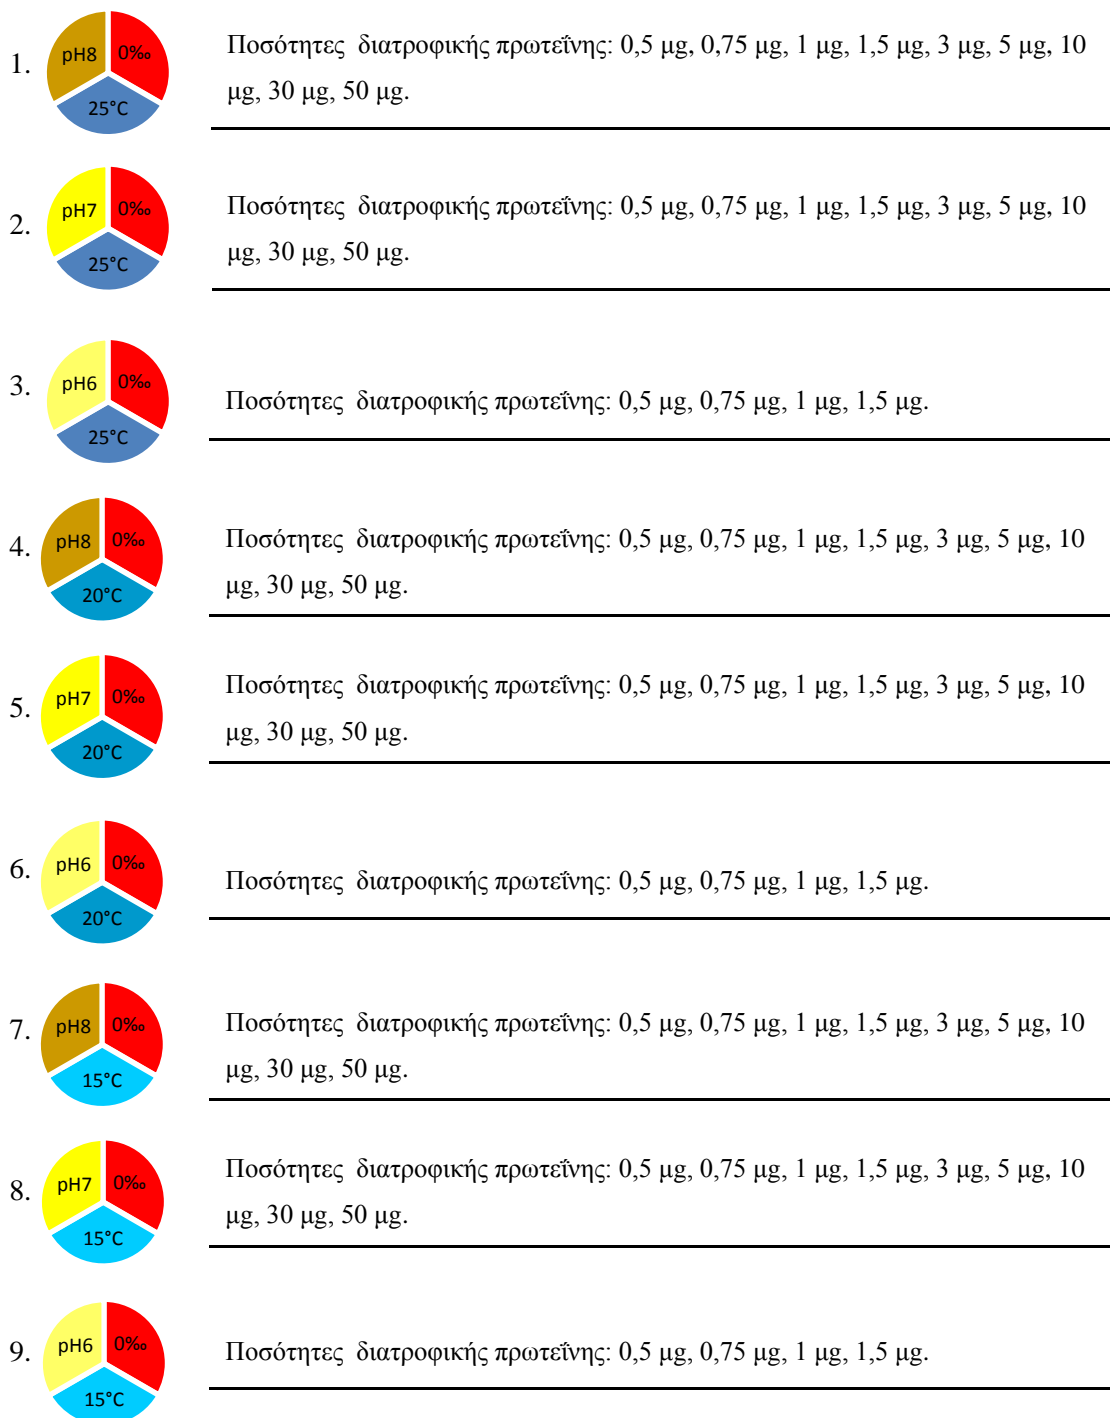 1. pH8 0‰ 25°C
Ποσότητες διατροφικής πρωτεΐνης: 0,5 μg, 0,75 μg, 1 μg, 1,5 μg, 3 μg, 5 μg, 10
μg, 30 μg, 50 μg.
2. pH7 0‰ 25°C
Ποσότητες διατροφικής πρωτεΐνης: 0,5 μg, 0,75 μg, 1 μg, 1,5 μg, 3 μg, 5 μg, 10
μg, 30 μg, 50 μg.
3. pH6 0‰ 25°C
Ποσότητες διατροφικής πρωτεΐνης: 0,5 μg, 0,75 μg, 1 μg, 1,5 μg.
4. pH8 0‰ 20°C
Ποσότητες διατροφικής πρωτεΐνης: 0,5 μg, 0,75 μg, 1 μg, 1,5 μg, 3 μg, 5 μg, 10
μg, 30 μg, 50 μg.
5. pH7 0‰ 20°C
Ποσότητες διατροφικής πρωτεΐνης: 0,5 μg, 0,75 μg, 1 μg, 1,5 μg, 3 μg, 5 μg, 10
μg, 30 μg, 50 μg.
6. pH6 0‰ 20°C
Ποσότητες διατροφικής πρωτεΐνης: 0,5 μg, 0,75 μg, 1 μg, 1,5 μg.
7. pH8 0‰ 15°C
Ποσότητες διατροφικής πρωτεΐνης: 0,5 μg, 0,75 μg, 1 μg, 1,5 μg, 3 μg, 5 μg, 10
μg, 30 μg, 50 μg.
8. pH7 0‰ 15°C
Ποσότητες διατροφικής πρωτεΐνης: 0,5 μg, 0,75 μg, 1 μg, 1,5 μg, 3 μg, 5 μg, 10
μg, 30 μg, 50 μg.
9. pH6 0‰ 15°C
Ποσότητες διατροφικής πρωτεΐνης: 0,5 μg, 0,75 μg, 1 μg, 1,5 μg.